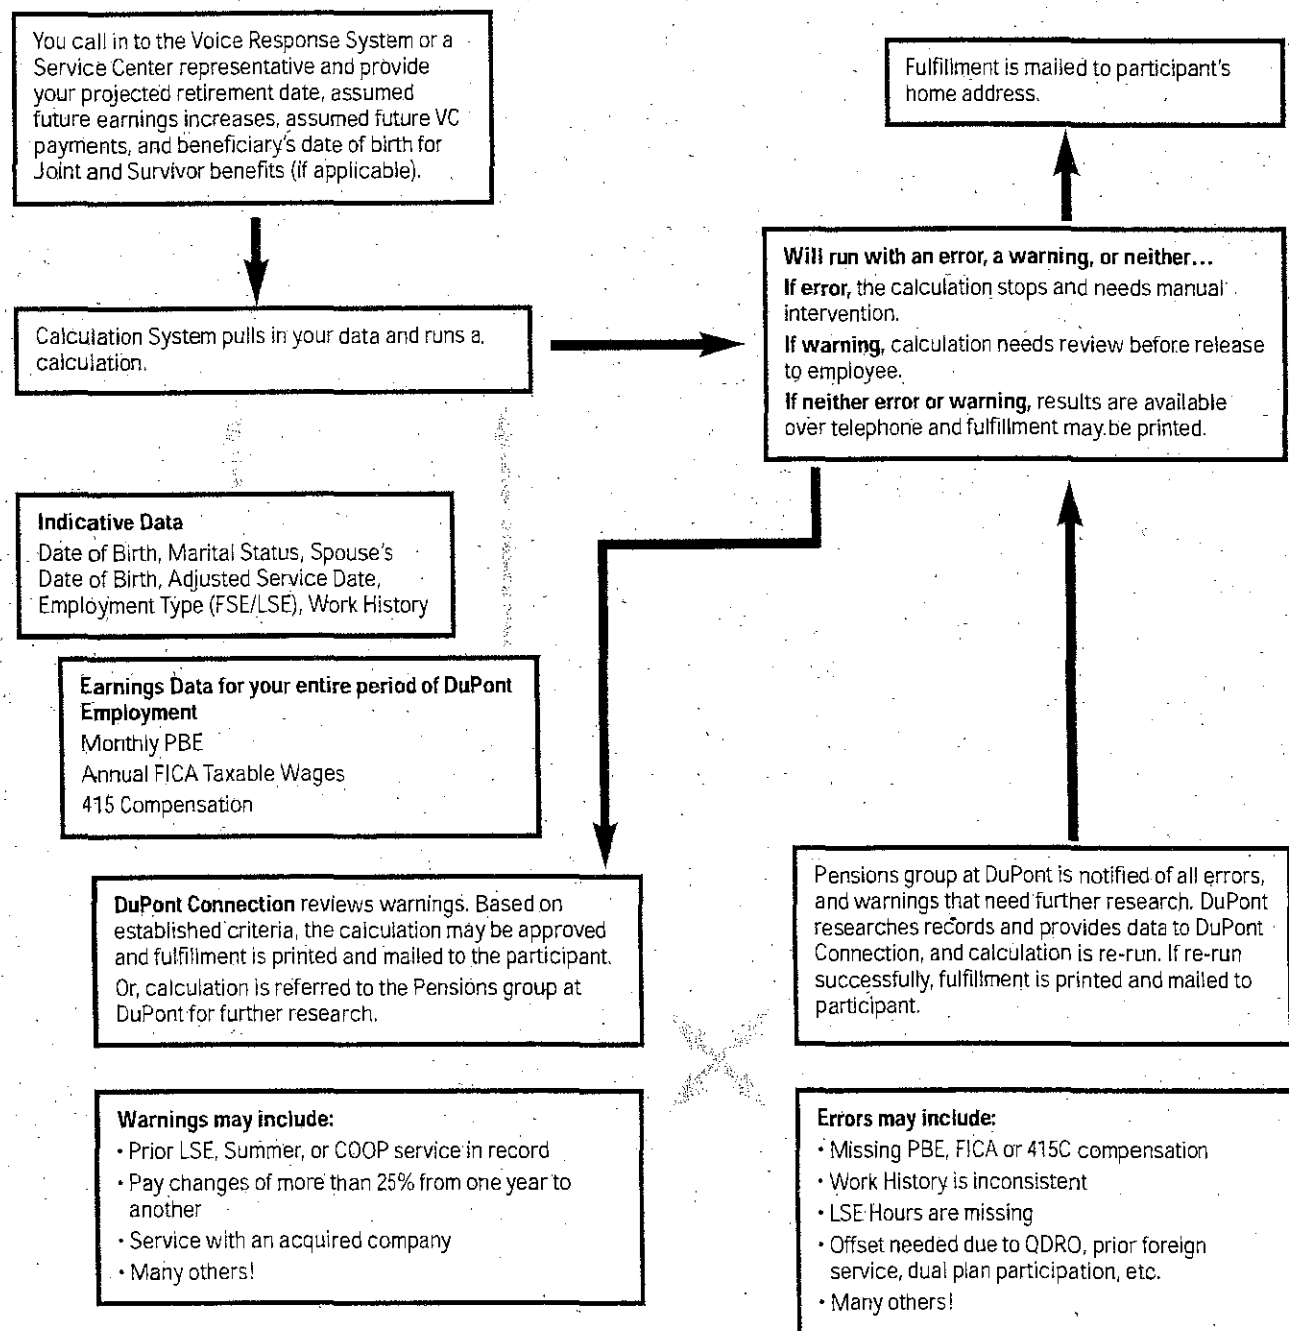 You call in to the Voice Response System or a
Service Center representative and provide
your projected retirement date, assumed
future earnings increases, assumed future VC
payments, and beneficiary's date of birth for
Joint and Survivor benefits (if applicable).
Fulfillment is mailed to participant's
home address.
Calculation System pulls in your data and runs a
calculation.
Will run with an error, a warning, or neither...
If error, the calculation stops and needs manual
intervention.
If warning, calculation needs review before release
to employee.
If neither error or warning, results are available
over telephone and fulfillment may be printed.
Indicative Data
Date of Birth, Marital Status, Spouse's
Date of Birth, Adjusted Service Date,
Employment Type (FSE/LSE), Work History
Earnings Data for your entire period of DuPont
Employment
Monthly PBE
Annual FICA Taxable Wages
415 Compensation
DuPont Connection reviews warnings. Based on
established criteria, the calculation may be approved
and fulfillment is printed and mailed to the participant.
Or, calculation is referred to the Pensions group at
DuPont for further research.
Pensions group at DuPont is notified of all errors,
and warnings that need further research. DuPont
researches records and provides data to DuPont
Connection, and calculation is re-run. If re-run
successfully, fulfillment is printed and mailed to
participant.
Warnings may include:
· Prior LSE, Summer, or COOP service in record
· Pay changes of more than 25% from one year to
another
· Service with an acquired company
· Many others!
Errors may include:
· Missing PBE, FICA or 415C compensation
· Work History is inconsistent
· LSE Hours are missing
· Offset needed due to QDRO, prior foreign
service, dual plan participation, etc.
· Many others!